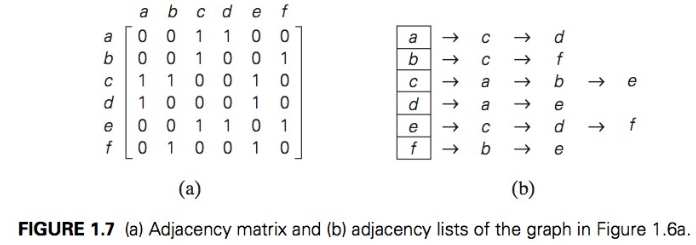 a b c d e f
a 0 0 1 1 0 0 a → c → d
b 0 0 1 0 0 1 b → c → f
c 1 1 0 0 1 0 c → a → b → e
d 1 0 0 0 1 0 d → a → e
e 0 0 1 1 0 1 e → c → d → f
f 0 1 0 0 1 0 f → b → e
(a) (b)
FIGURE 1.7 (a) Adjacency matrix and (b) adjacency lists of the graph in Figure 1.6a.